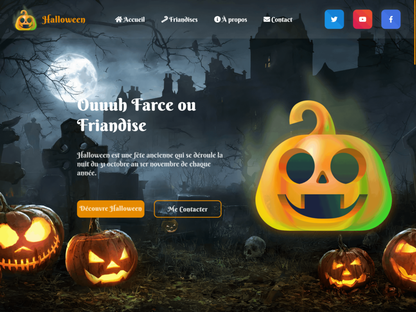 Halloween
Accueil
Friandises
A propos
Contact
Ouuuh Farce ou
Friandise
Halloween est une fête ancienne qui se déroule la
nuit du 31 octobre au 1er novembre de chaque
année.
Découvre Halloween
Me Contacter